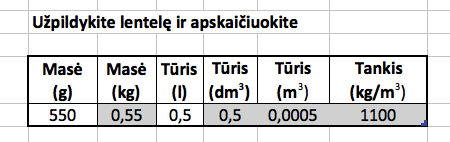 Užpildykite lentelę ir apskaičiuokite
Masė (g) Masė (kg) Tūris (l) Tūris (dm³) Tūris (m³) Tankis (kg/m³)
550 0,55 0,5 0,5 0,0005 1100